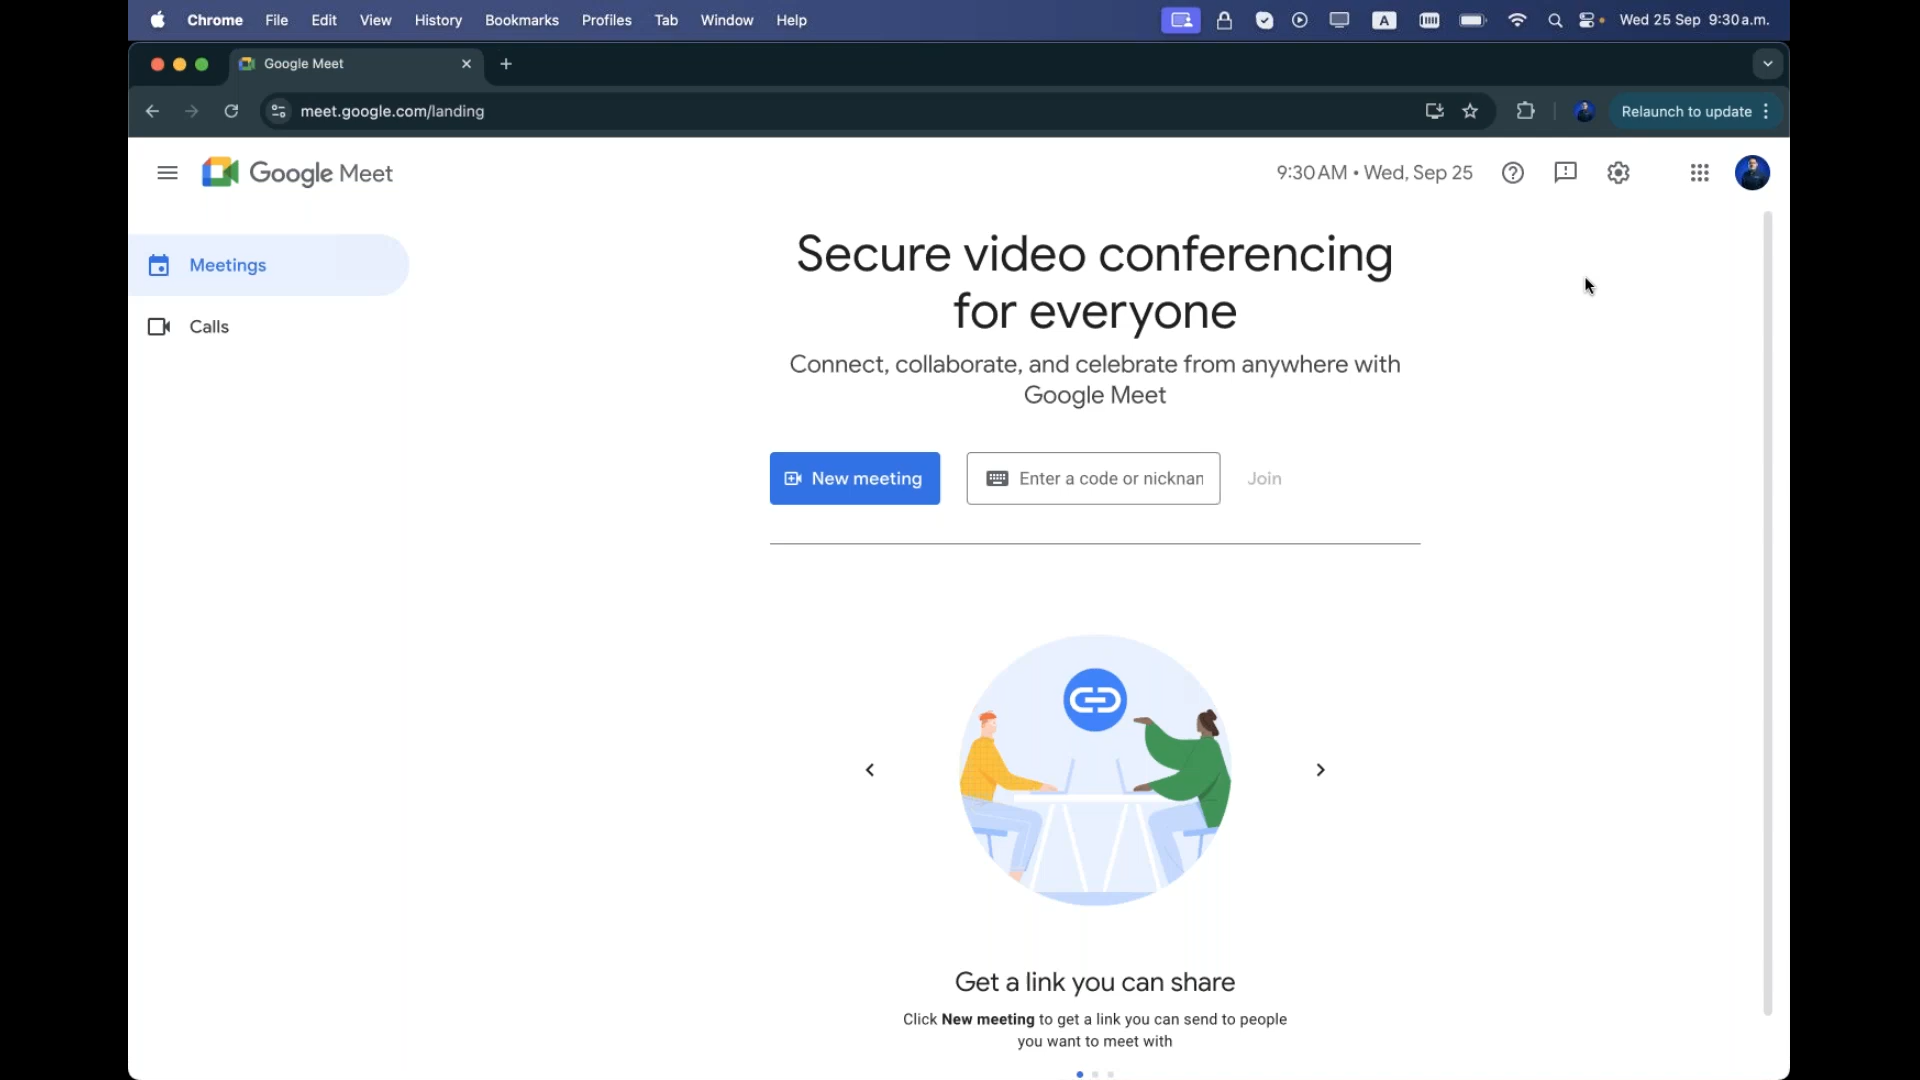 Chrome File Edit View History Bookmarks Profiles Tab Window Help A Wed 25 Sep 9:30 a.m.
Google Meet
meet.google.com/landing Relaunch to update
Google Meet 9:30 AM • Wed, Sep 25
Meetings
Calls
Secure video conferencing
for everyone
Connect, collaborate, and celebrate from anywhere with
Google Meet
New meeting Enter a code or nicknan Join
Get a link you can share
Click New meeting to get a link you can send to people
you want to meet with